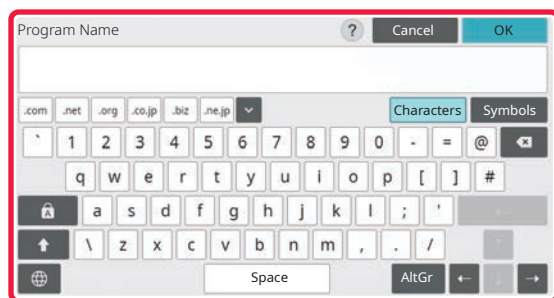 Program Name ? Cancel OK
.com .net .org .co.jp .biz .ne.jp Characters Symbols
` 1 2 3 4 5 6 7 8 9 0 - = @
q w e r t y u i o p [ ] #
A a s d f g h j k l ; '
\ z x c v b n m , . /
Space AltGr